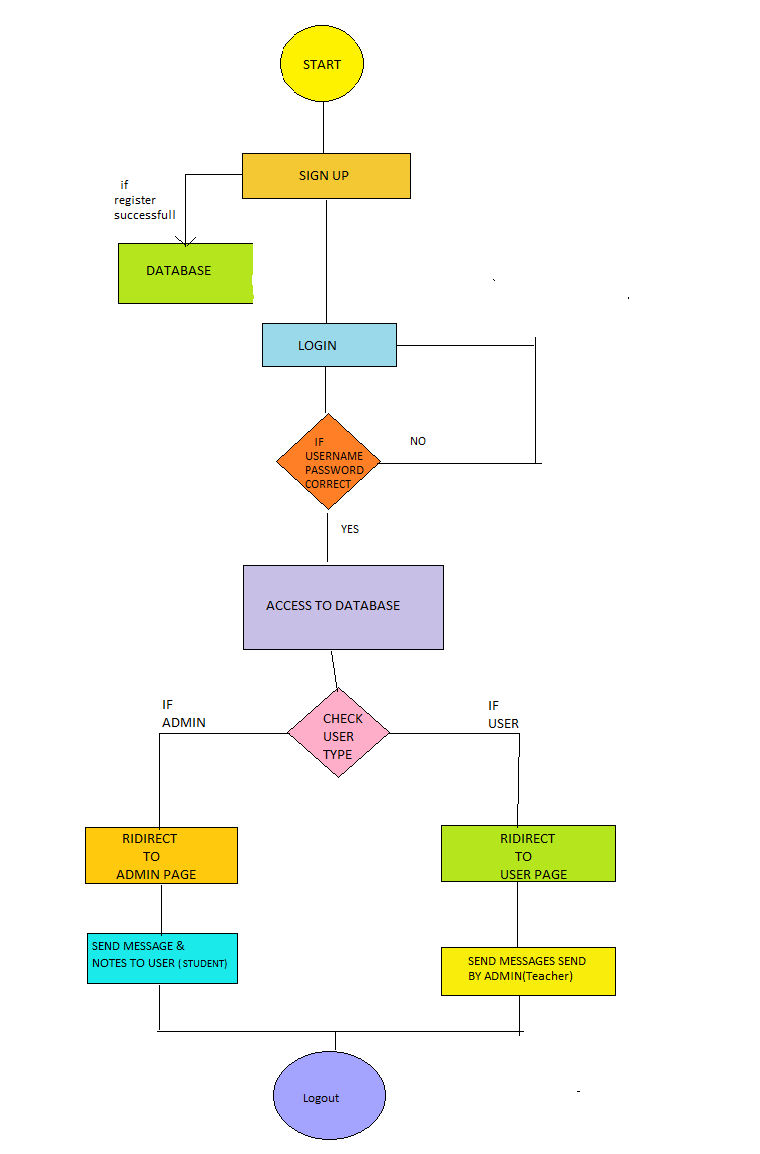 START
SIGN UP
if
register
successfull
DATABASE
LOGIN
IF
USERNAME
PASSWORD
CORRECT
NO
YES
ACCESS TO DATABASE
IF
ADMIN
CHECK
USER
TYPE
IF
USER
RIDIRECT
TO
ADMIN PAGE
RIDIRECT
TO
USER PAGE
SEND MESSAGE &
NOTES TO USER ( STUDENT)
SEND MESSAGES SEND
BY ADMIN(Teacher)
Logout